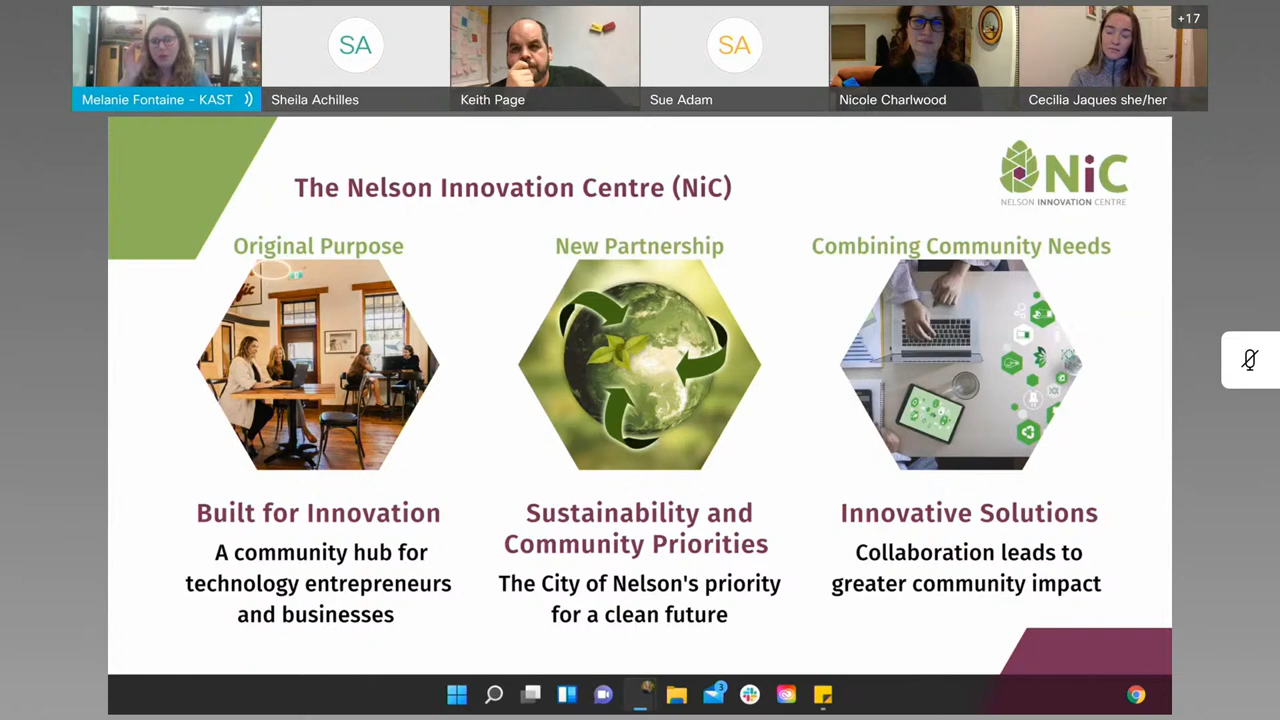 SA
SA
+17
Melanie Fontaine - KAST
Sheila Achilles
Keith Page
Sue Adam
Nicole Charlwood
Cecilia Jaques she/her
The Nelson Innovation Centre (NiC)
NiC
NELSON INNOVATION CENTRE
Original Purpose
New Partnership
Combining Community Needs
Built for Innovation
A community hub for
technology entrepreneurs
and businesses
Sustainability and
Community Priorities
The City of Nelson's priority
for a clean future
Innovative Solutions
Collaboration leads to
greater community impact
3